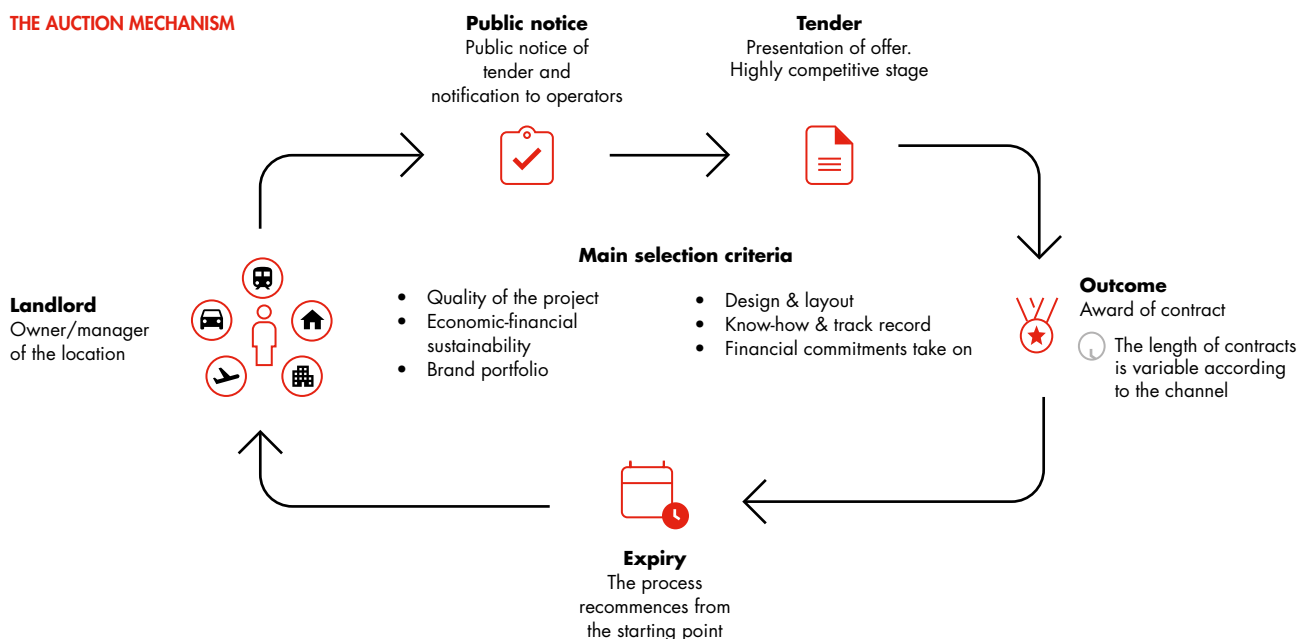 THE AUCTION MECHANISM
Public notice
Public notice of
tender and
notification to operators
Tender
Presentation of offer.
Highly competitive stage
Landlord
Owner/manager
of the location
Main selection criteria
• Quality of the project
• Economic-financial
sustainability
• Brand portfolio
• Design & layout
• Know-how & track record
• Financial commitments take on
Outcome
Award of contract
The length of contracts
is variable according
to the channel
Expiry
The process
recommences from
the starting point